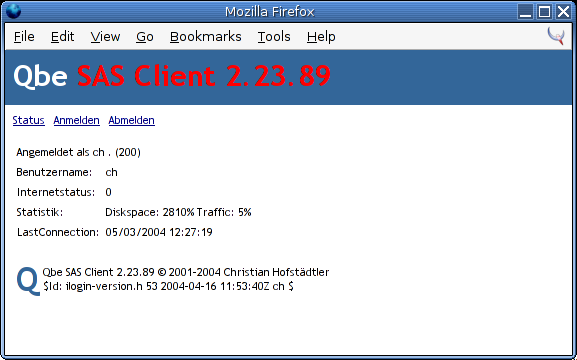 Mozilla Firefox
File Edit View Go Bookmarks Tools Help
Qbe SAS Client 2.23.89
Status Anmelden Abmelden
Angemeldet als ch . (200)
Benutzername: ch
Internetstatus: 0
Statistik: Diskspace: 2810% Traffic: 5%
LastConnection: 05/03/2004 12:27:19
Q Qbe SAS Client 2.23.89 © 2001-2004 Christian Hofstädtler
$Id: ilogin-version.h 53 2004-04-16 11:53:40Z ch $